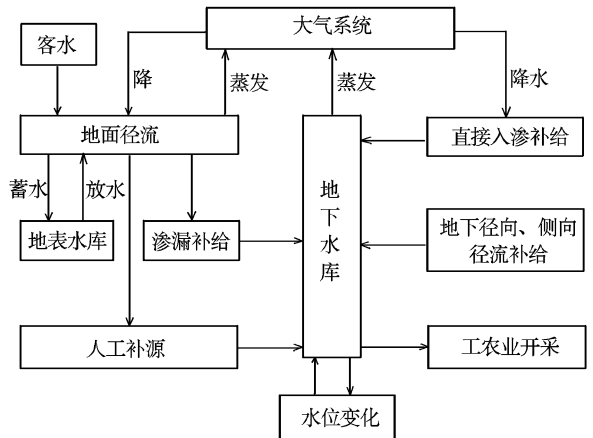 大气系统
客水
降
蒸发
蒸发
降水
地面径流
直接入渗补给
蓄水
放水
地下水库
地表水库
渗漏补给
地下径向、侧向
径流补给
人工补源
工农业开采
水位变化